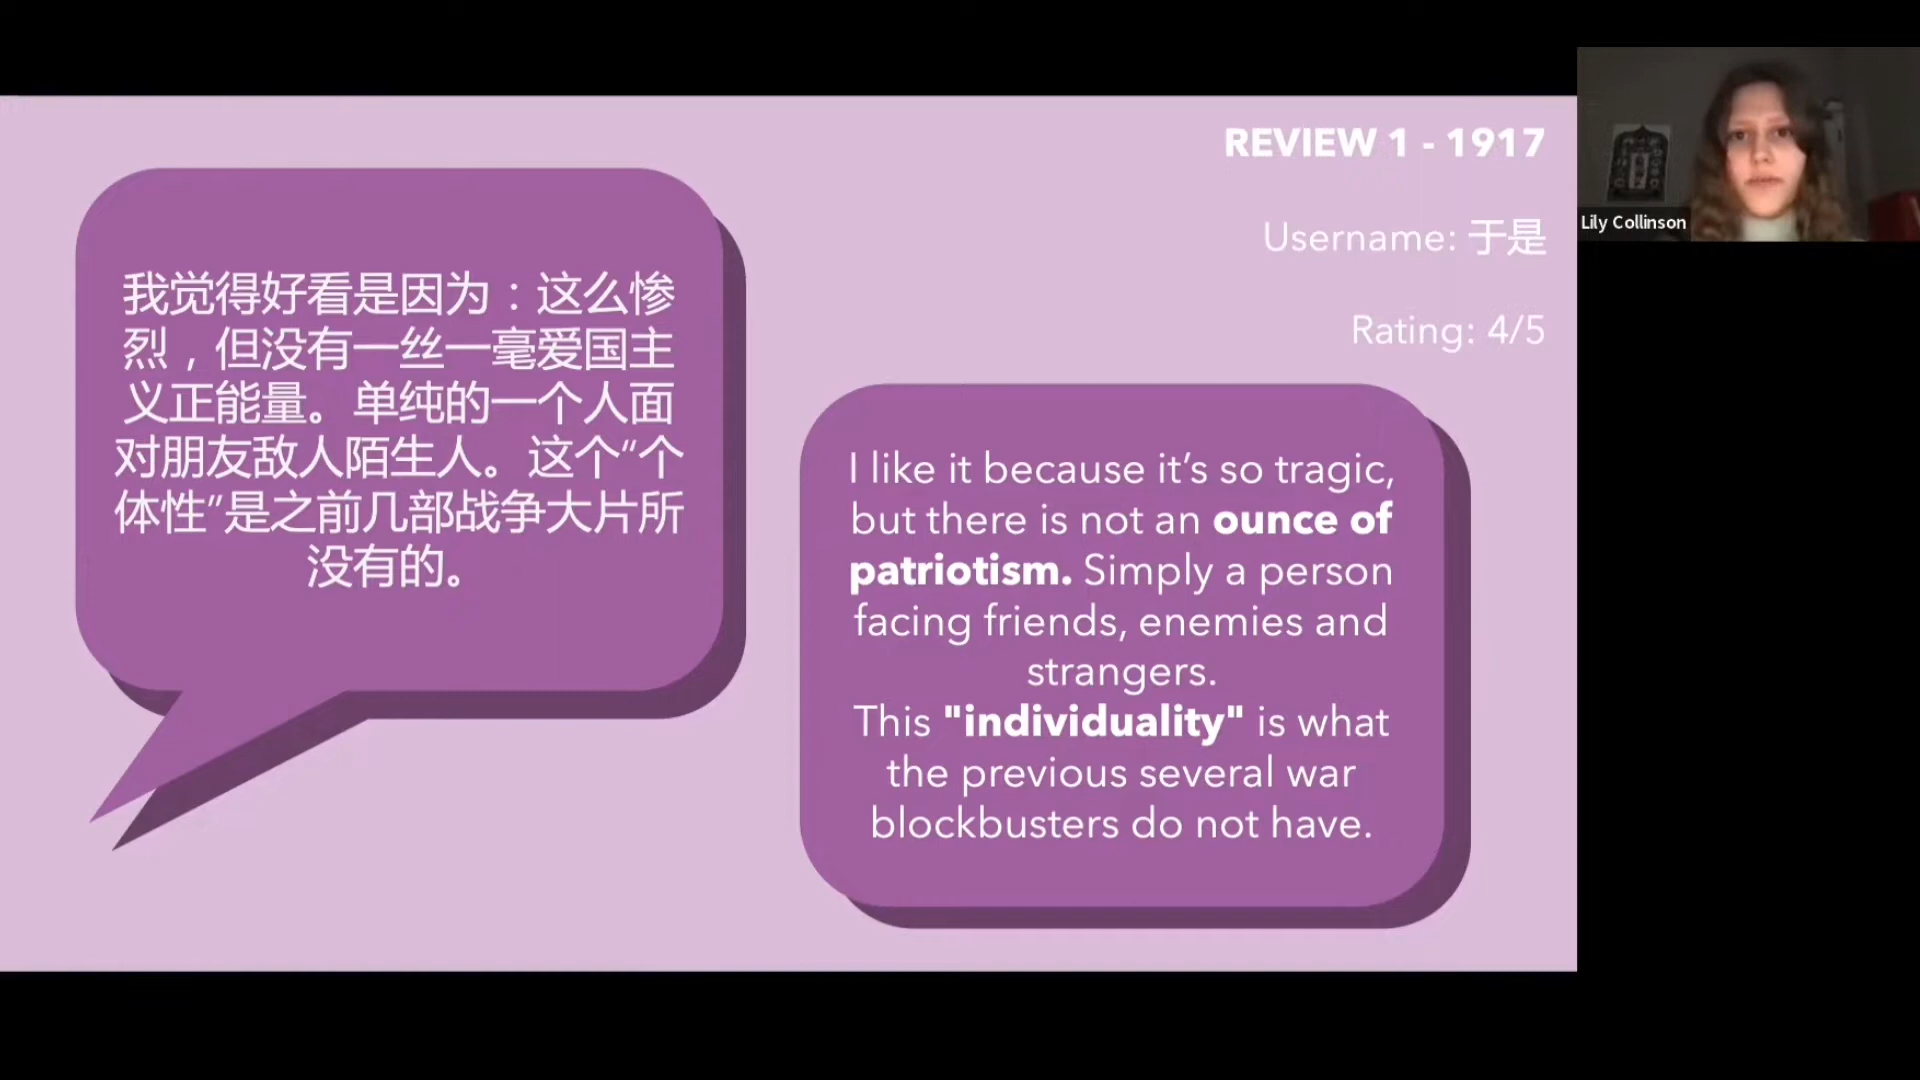 REVIEW 1 - 1917
Username: 于是
Rating: 4/5
Lily Collinson
我觉得好看是因为：这么惨
烈，但没有一丝一毫爱国主
义正能量。单纯的一个人面
对朋友敌人陌生人。这个“个
体性”是之前几部战争大片所
没有的。
I like it because it’s so tragic,
but there is not an ounce of
patriotism. Simply a person
facing friends, enemies and
strangers.
This "individuality" is what
the previous several war
blockbusters do not have.